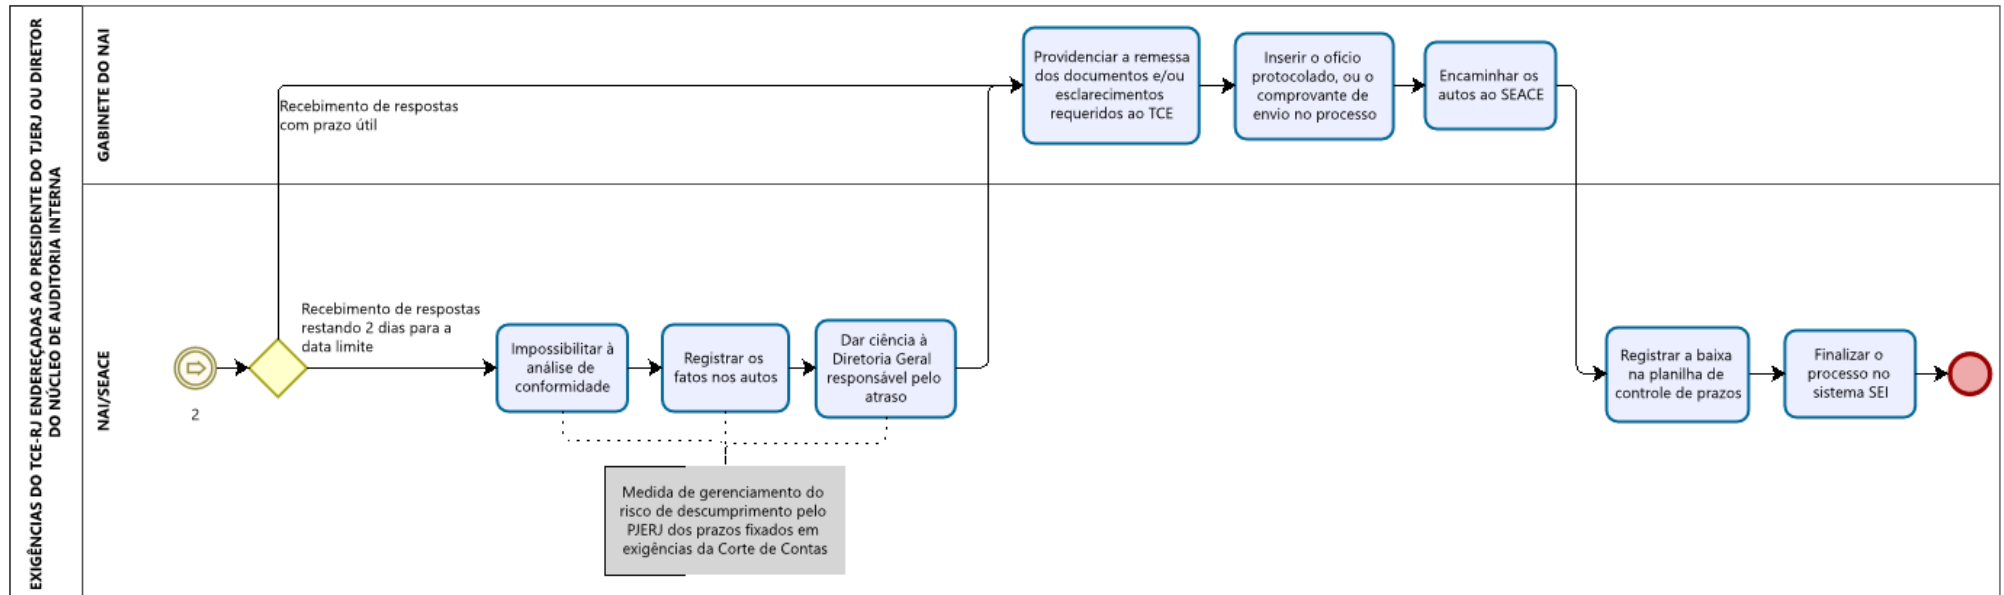 EXIGÊNCIAS DO TCE-RJ ENDEREÇADAS AO PRESIDENTE DO TJERJ OU DIRETOR
DO NÚCLEO DE AUDITORIA INTERNA
GABINETE DO NAI
Recebimento de respostas
com prazo útil
Providenciar a remessa
dos documentos e/ou
esclarecimentos
requeridos ao TCE
Inserir o ofício
protocolado, ou o
comprovante de
envio no processo
Encaminhar os
autos ao SEACE
NAI/SEACE
2
Recebimento de respostas
restando 2 dias para a
data limite
Impossibilitar à
análise de
conformidade
Registrar os
fatos nos autos
Dar ciência à
Diretoria Geral
responsável pelo
atraso
Medida de gerenciamento do
risco de descumprimento pelo
PJERJ dos prazos fixados em
exigências da Corte de Contas
Registrar a baixa
na planilha de
controle de prazos
Finalizar o
processo no
sistema SEI